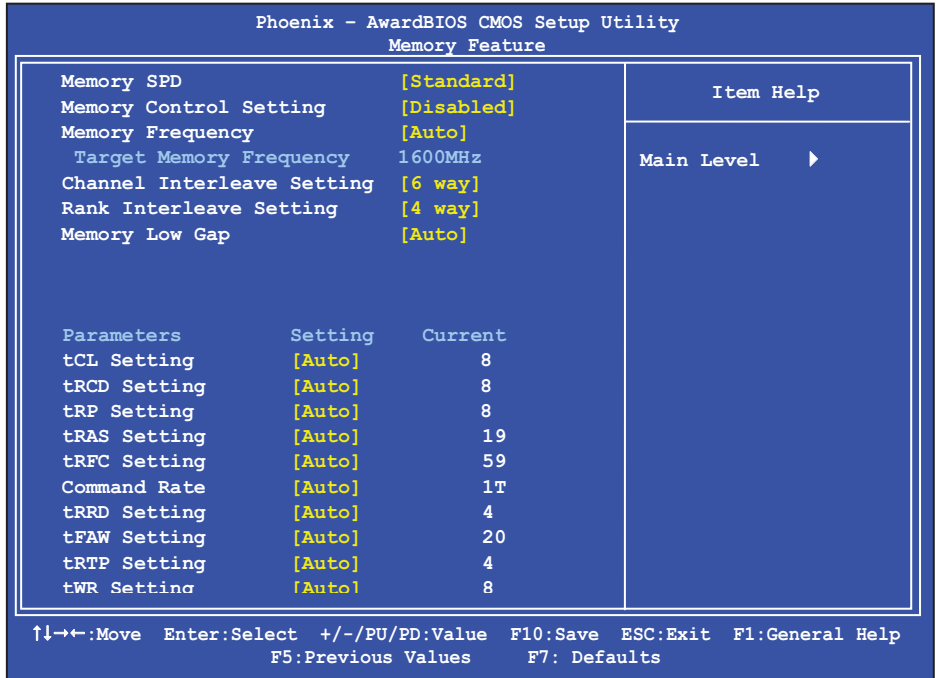 Phoenix – AwardBIOS CMOS Setup Utility
Memory Feature
Memory SPD [Standard]
Memory Control Setting [Disabled]
Memory Frequency [Auto]
Target Memory Frequency 1600MHz
Channel Interleave Setting [6 way]
Rank Interleave Setting [4 way]
Memory Low Gap [Auto]
Parameters Setting Current
tCL Setting [Auto] 8
tRCD Setting [Auto] 8
tRP Setting [Auto] 8
tRAS Setting [Auto] 19
tRFC Setting [Auto] 59
Command Rate [Auto] 1T
tRRD Setting [Auto] 4
tFAW Setting [Auto] 20
tRTP Setting [Auto] 4
tWR Setting [Auto] 8
Item Help
Main Level ▶
↑↓→←:Move Enter:Select +/-/PU/PD:Value F10:Save ESC:Exit F1:General Help
F5:Previous Values F7: Defaults